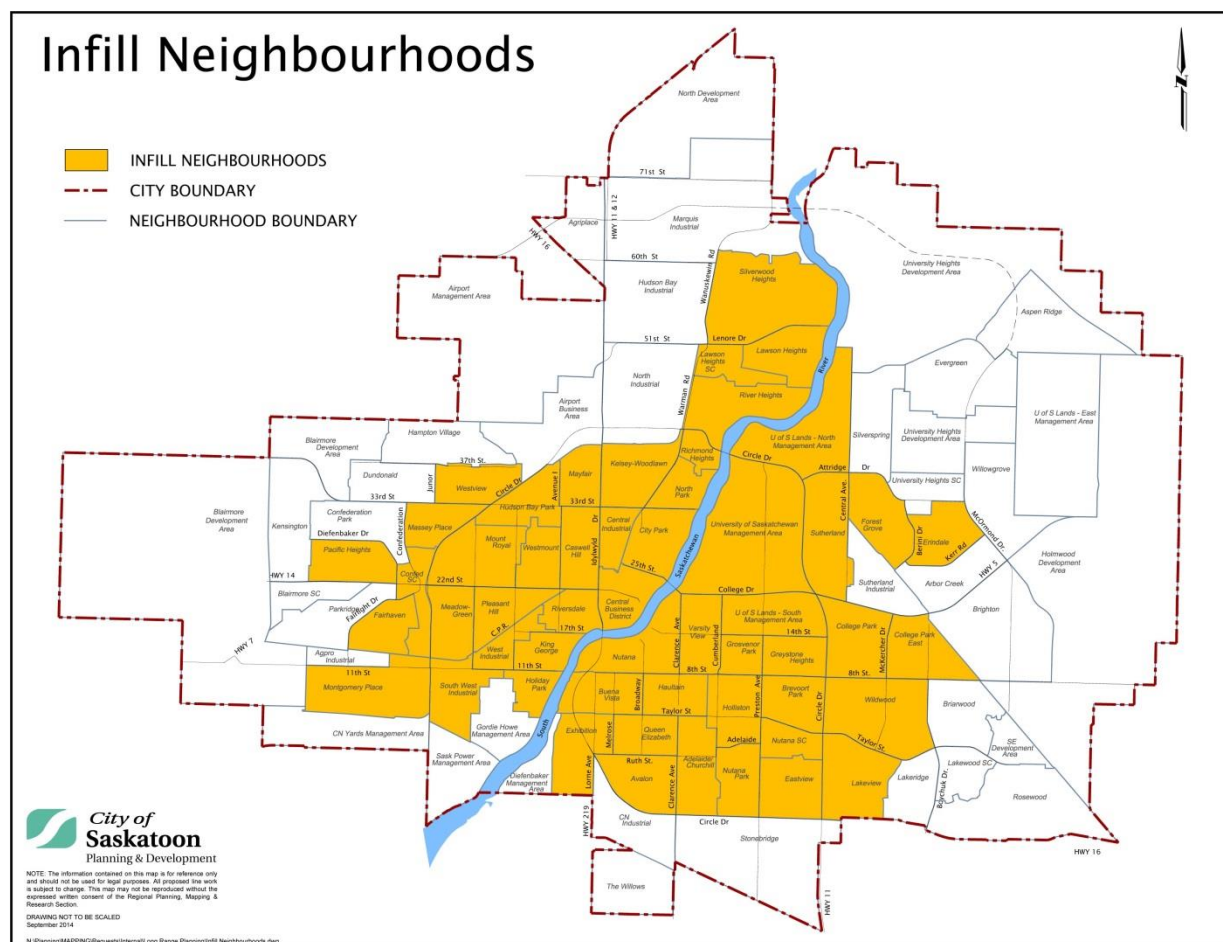 Infill Neighbourhoods
N
INFILL NEIGHBOURHOODS
CITY BOUNDARY
NEIGHBOURHOOD BOUNDARY
North Development
Area
71st St
HWY 11 & 12
Agriplace
HWY 16
Marquis
Industrial
60th St
Wanuskewin Rd
Silverwood
Heights
University Heights
Development Area
Airport
Management Area
Hudson Bay
Industrial
Aspen Ridge
51st St
Lenore Dr
Lawson
Heights
SC
Lawson Heights
River
Evergreen
North
Industrial
Warman Rd
River Heights
Airport
Business
Area
U of S Lands - East
Management Area
Blairmore
Development
Area
Hampton Village
U of S Lands - North
Management Area
Silverspring
University Heights
Development Area
37th St.
Kelsey-Woodlawn
Richmond
Heights
Circle Dr
Attridge Dr
Willowgrove
Dundonald
Junor
Westview
Circle Dr
Avenue I
Mayfair
University Heights SC
33rd St
33rd St
North
Park
Central Ave.
Blairmore
Development
Area
Kensington
Confederation
Park
Confederation
Massey Place
Hudson Bay Park
Idylwyld Dr
Central
Industrial
City Park
University of Saskatchewan
Management Area
Sutherland
Forest
Grove
Berini Dr
Erindale
Kerr Rd
McOrmond Dr.
Diefenbaker Dr
Pacific Heights
Mount
Royal
Westmount
Caswell
Hill
25th St.
Saskatchewan
Holmwood
Development
Area
HWY 14
Confed
SC
22nd St
College Dr
Sutherland
Industrial
Arbor Creek
HWY 5
Blairmore SC
Parkridge
Fairlight Dr
Fairhaven
Meadow-
Green
Pleasant
Hill
Riversdale
Central
Business
District
Clarence Ave
Varsity
View
Cumberland
U of S Lands - South
Management Area
College Park
College Park
East
Brighton
C.P.R.
17th St
14th St
HWY 7
Agpro
Industrial
West
Industrial
King
George
Nutana
Grosvenor
Park
Greystone
Heights
McKercher Dr
11th St
11th St
8th St
8th St.
Montgomery Place
South West
Industrial
Holiday
Park
Buena
Vista
Broadway
Haultain
Holliston
Preston Ave
Brevoort
Park
Circle Dr
Wildwood
Briarwood
Gordie Howe
Management Area
South
Taylor St
Taylor St.
CN Yards Management Area
Exhibition
Melrose
Queen
Elizabeth
Adelaide
Nutana SC
SE
Development
Area
Sask Power
Management Area
Ruth St.
Adelaide/
Churchill
Lakewood SC
Diefenbaker
Management
Area
Lorne Ave
Avalon
Clarence Ave
Nutana
Park
Eastview
Lakeview
Lakeridge
Boychuk Dr.
Rosewood
HWY 219
CN
Industrial
Circle Dr
Stonebridge
HWY 16
The Willows
HWY 11
City of
Saskatoon
Planning & Development
NOTE: The information contained on this map is for reference only
and should not be used for legal purposes. All proposed line work
is subject to change. This map may not be reproduced without the
expressed written consent of the Regional Planning, Mapping &
Research Section.
DRAWING NOT TO BE SCALED
September 2014
N:\Planning\MAPPING\Requests\Internal\Long Range Planning\Infill Neighbourhoods.dwg